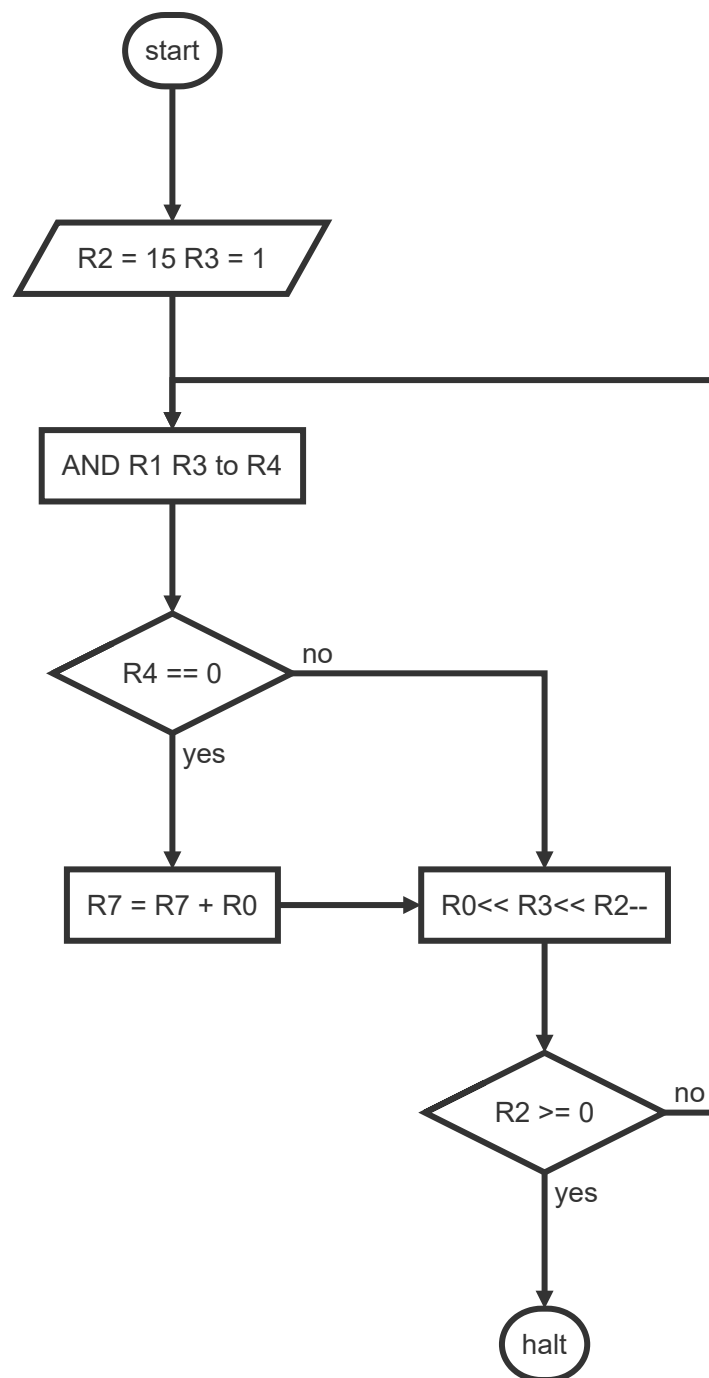 start
R2 = 15 R3 = 1
AND R1 R3 to R4
R4 == 0
no
yes
R7 = R7 + R0
R0<< R3<< R2--
R2 >= 0
no
yes
halt